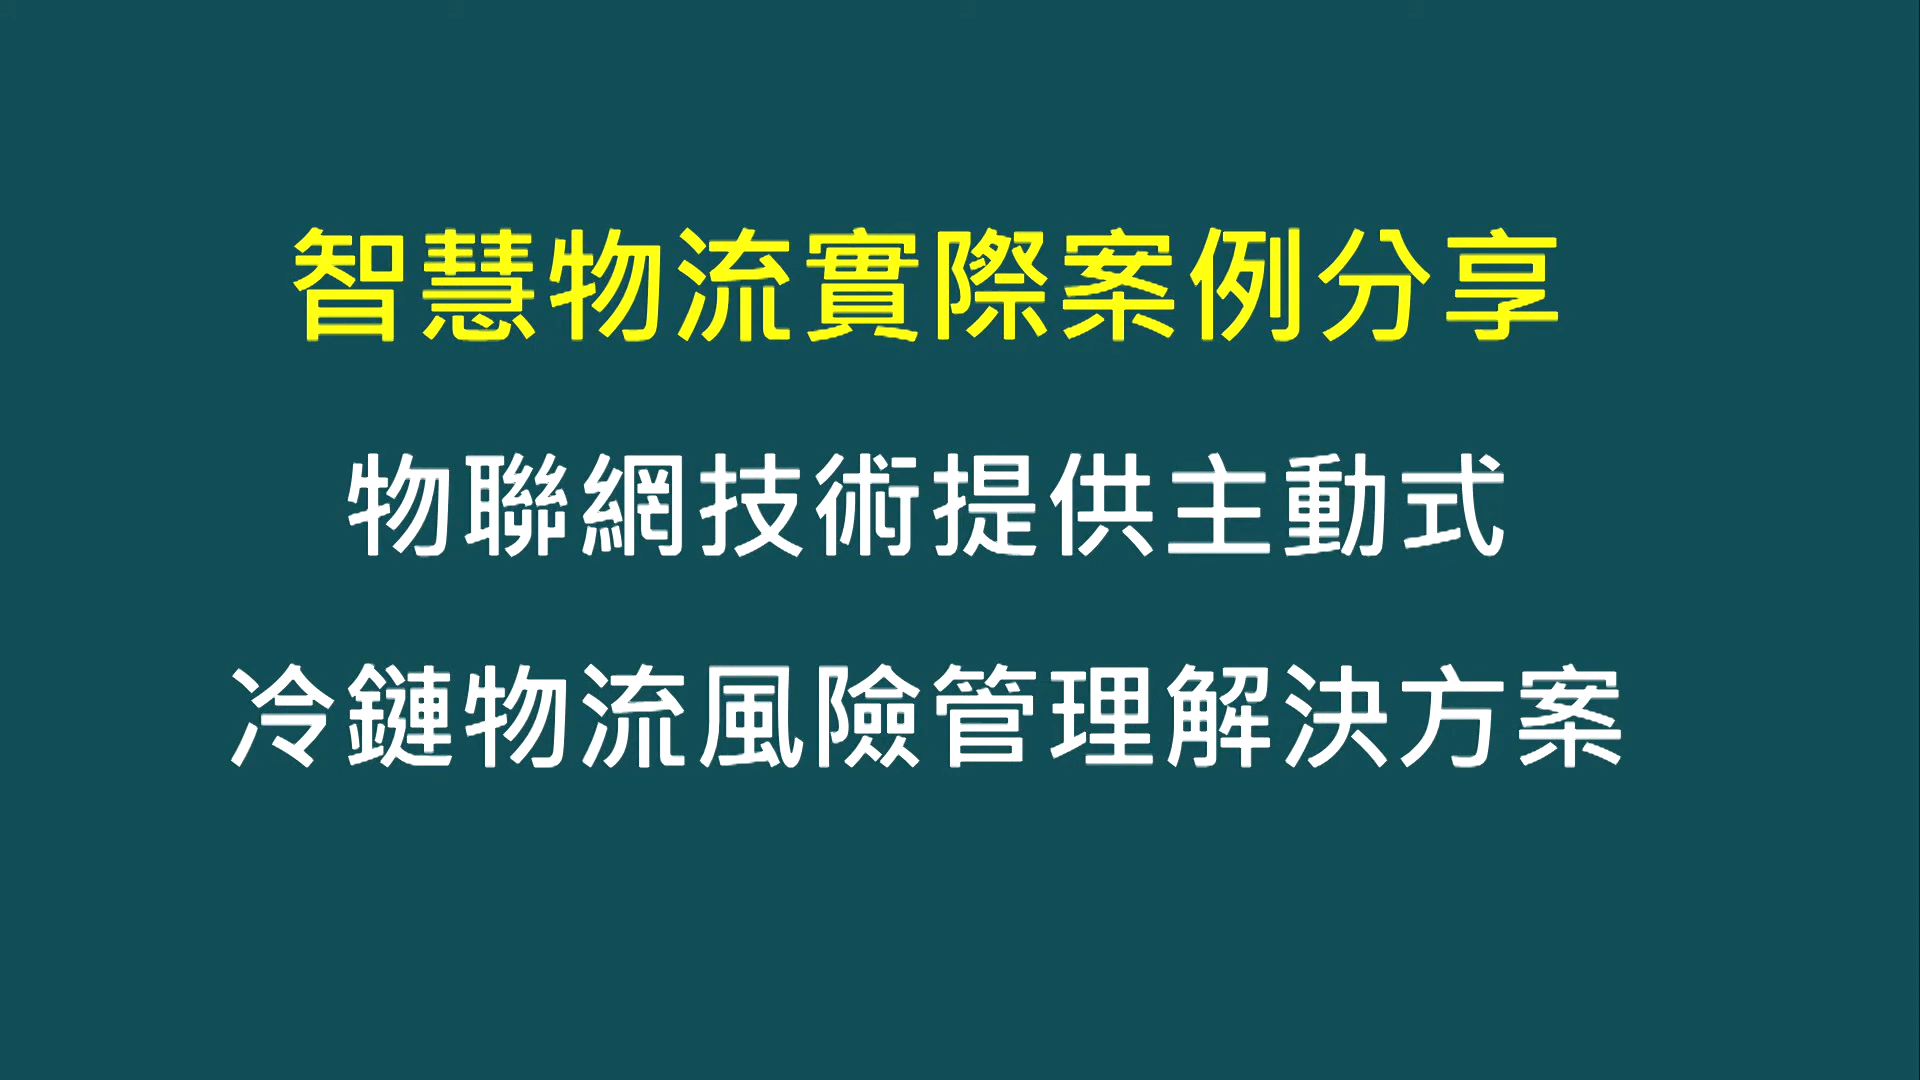 智慧物流實際案例分享
物聯網技術提供主動式
冷鏈物流風險管理解決方案